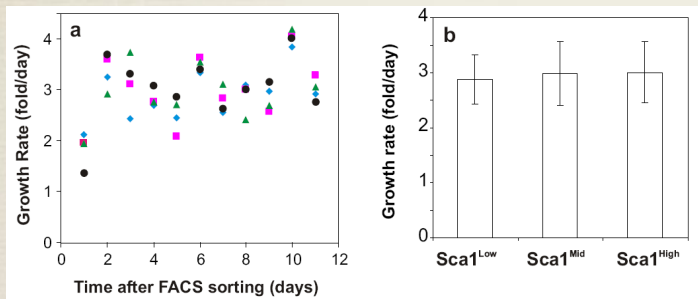 a
Growth Rate (fold/day)
4
3
2
1
0
0 2 4 6 8 10 12
Time after FACS sorting (days)
b
Growth rate (fold/day)
4
3
2
1
0
Sca1Low Sca1Mid Sca1High